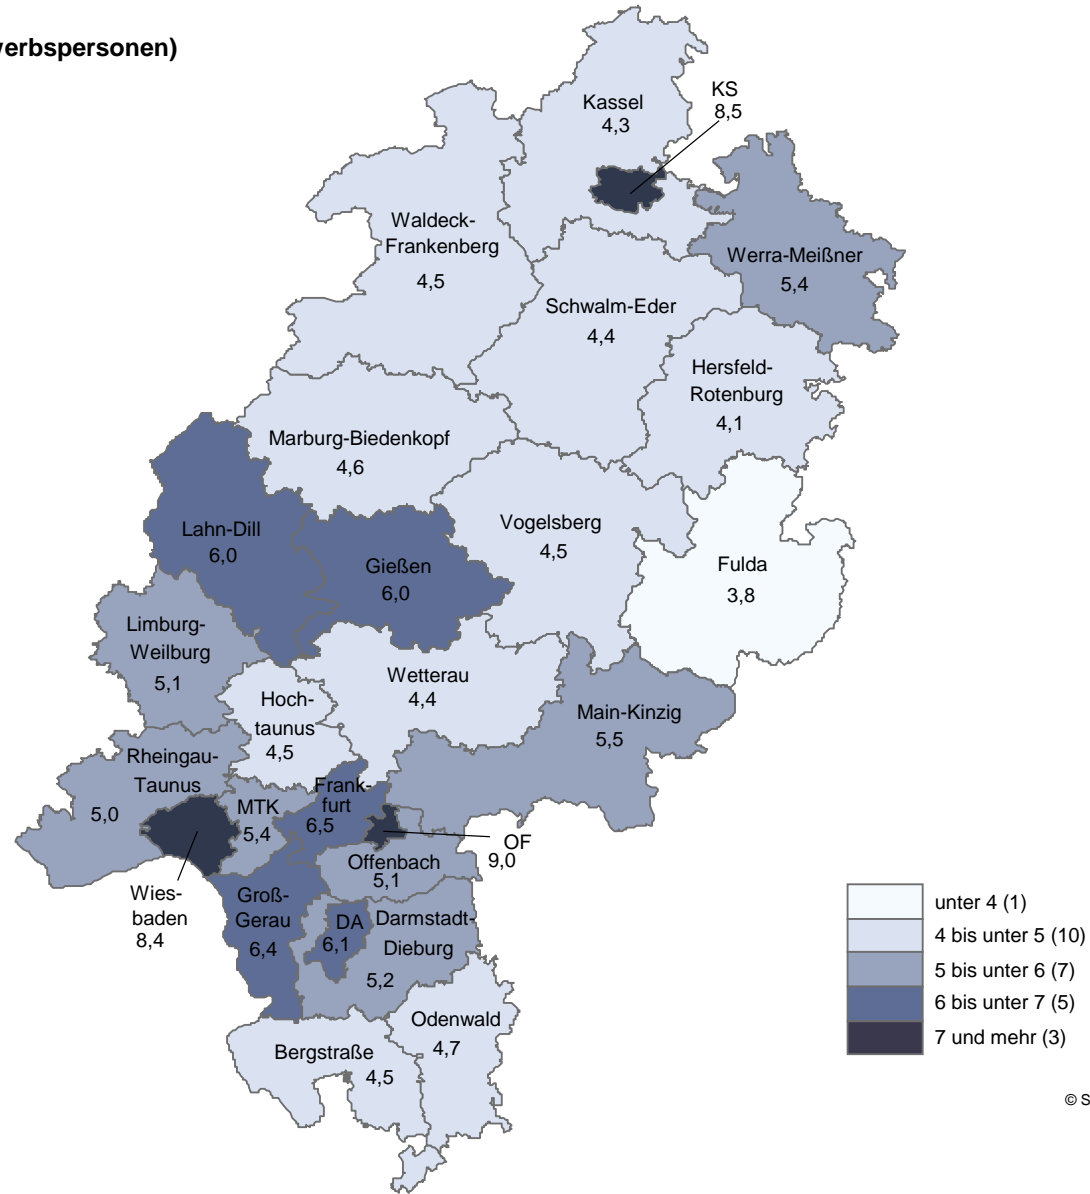 verbspersonen)
Kassel
4,3
KS
8,5
Waldeck-
Frankenberg
4,5
Werra-Meißner
5,4
Schwalm-Eder
4,4
Hersfeld-
Rotenburg
4,1
Marburg-Biedenkopf
4,6
Lahn-Dill
6,0
Gießen
6,0
Vogelsberg
4,5
Fulda
3,8
Limburg-
Weilburg
5,1
Wetterau
4,4
Hoch-
taunus
4,5
Main-Kinzig
5,5
Rheingau-
Taunus
5,0
MTK
5,4
Frank-
furt
6,5
OF
9,0
Offenbach
5,1
Wies-
baden
8,4
Groß-
Gerau
6,4
DA
6,1
Darmstadt-
Dieburg
5,2
Odenwald
4,7
Bergstraße
4,5
unter 4 (1)
4 bis unter 5 (10)
5 bis unter 6 (7)
6 bis unter 7 (5)
7 und mehr (3)
© S